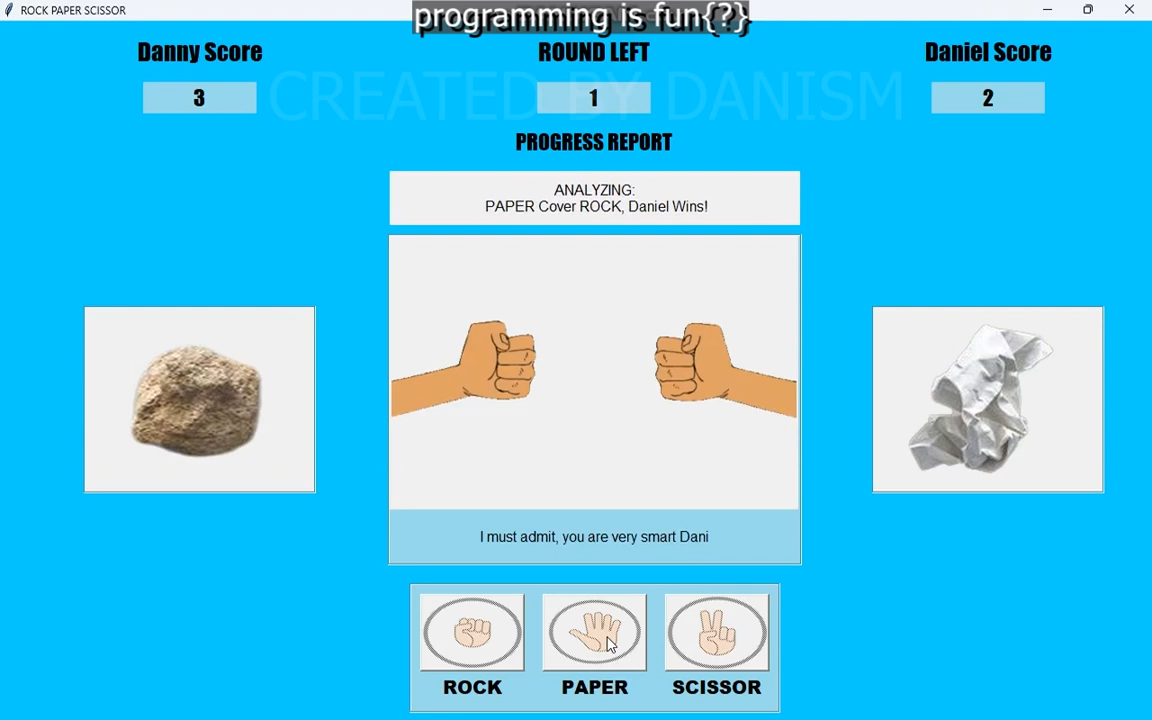 ROCK PAPER SCISSOR
programming is fun{?}
Danny Score
ROUND LEFT
Daniel Score
3
1
2
CREATED BY DANISM
PROGRESS REPORT
ANALYZING:
PAPER Cover ROCK, Daniel Wins!
I must admit, you are very smart Dani
ROCK
PAPER
SCISSOR